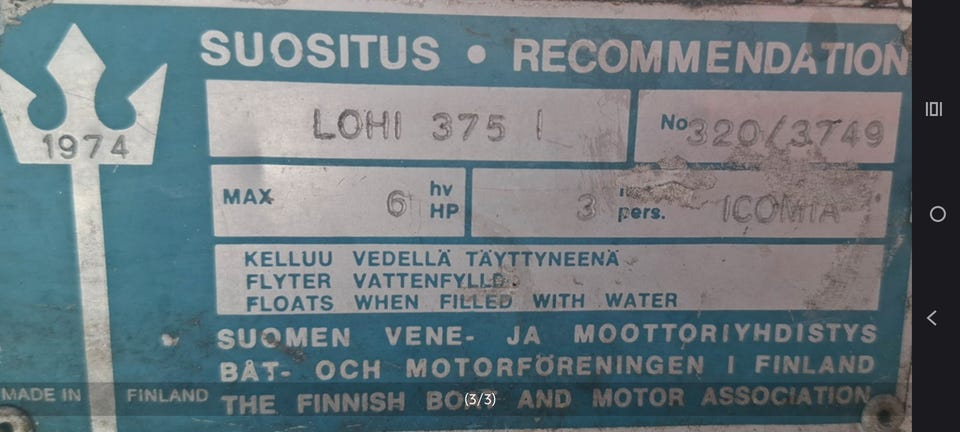 SUOSITUS • RECOMMENDATION
1974
LOHI 375 I
No 320/3749
MAX 6 hv HP
3 pers. ICOMIA
KELLUU VEDELLÄ TÄYTTYNEENÄ
FLYTER VATTENFYLLD
FLOATS WHEN FILLED WITH WATER
SUOMEN VENE- JA MOOTTORIYHDISTYS
BÅT- OCH MOTORFÖRENINGEN I FINLAND
THE FINNISH BOAT AND MOTOR ASSOCIATION
MADE IN FINLAND
(3/3)